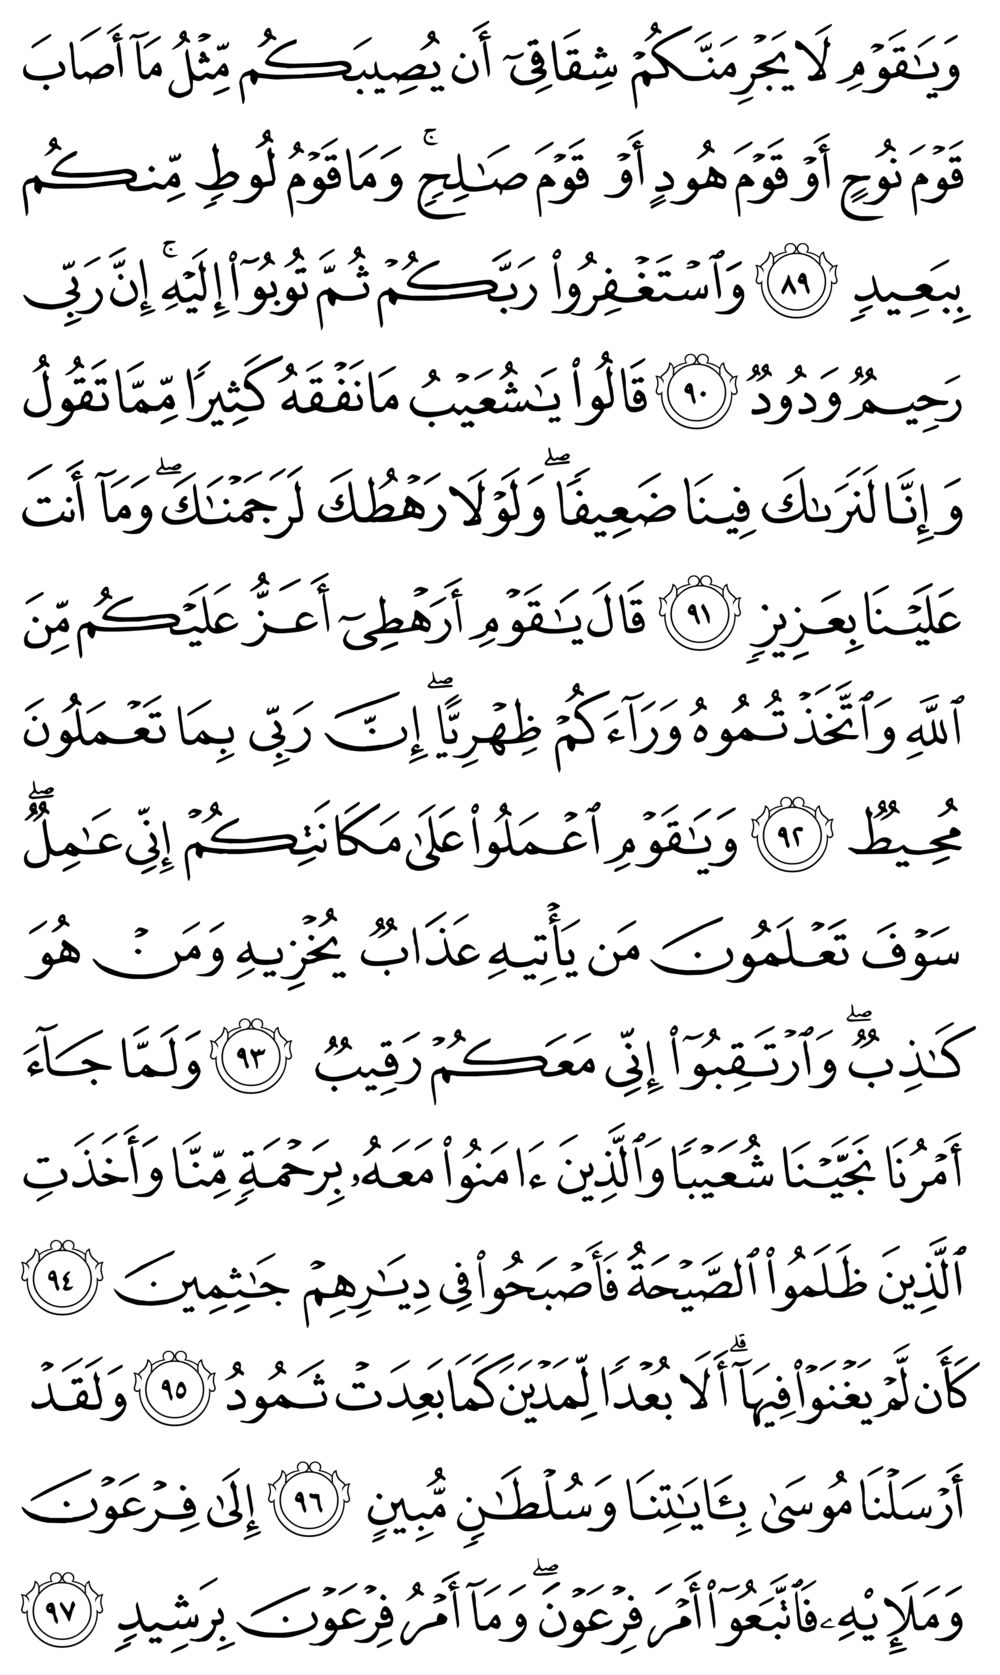 وَيَٰقَوْمِ لَا يَجْرِمَنَّكُمْ شِقَاقِىٓ أَن يُصِيبَكُم مِّثْلُ مَآ أَصَابَ
قَوْمَ نُوحٍ أَوْ قَوْمَ هُودٍ أَوْ قَوْمَ صَٰلِحٍۚ وَمَا قَوْمُ لُوطٍ مِّنكُم
بِبَعِيدٍ ٨٩ وَٱسْتَغْفِرُوا۟ رَبَّكُمْ ثُمَّ تُوبُوٓا۟ إِلَيْهِۚ إِنَّ رَبِّى
رَحِيمٌ وَدُودٌ ٩٠ قَالُوا۟ يَٰشُعَيْبُ مَا نَفْقَهُ كَثِيرًا مِّمَّا تَقُولُ
وَإِنَّا لَنَرَىٰكَ فِينَا ضَعِيفًاۖ وَلَوْلَا رَهْطُكَ لَرَجَمْنَٰكَۖ وَمَآ أَنتَ
عَلَيْنَا بِعَزِيزٍ ٩١ قَالَ يَٰقَوْمِ أَرَهْطِىٓ أَعَزُّ عَلَيْكُم مِّنَ
ٱللَّهِ وَٱتَّخَذْتُمُوهُ وَرَآءَكُمْ ظِهْرِيًّاۖ إِنَّ رَبِّى بِمَا تَعْمَلُونَ
مُحِيطٌ ٩٢ وَيَٰقَوْمِ ٱعْمَلُوا۟ عَلَىٰ مَكَانَتِكُمْ إِنِّى عَٰمِلٌۖ
سَوْفَ تَعْلَمُونَ مَن يَأْتِيهِ عَذَابٌ يُخْزِيهِ وَمَنْ هُوَ
كَٰذِبٌۖ وَٱرْتَقِبُوٓا۟ إِنِّى مَعَكُمْ رَقِيبٌ ٩٣ وَلَمَّا جَآءَ
أَمْرُنَا نَجَّيْنَا شُعَيْبًا وَٱلَّذِينَ ءَامَنُوا۟ مَعَهُۥ بِرَحْمَةٍ مِّنَّا وَأَخَذَتِ
ٱلَّذِينَ ظَلَمُوا۟ ٱلصَّيْحَةُ فَأَصْبَحُوا۟ فِى دِيَٰرِهِمْ جَٰثِمِينَ ٩٤
كَأَن لَّمْ يَغْنَوْا۟ فِيهَآۗ أَلَا بُعْدًا لِّمَدْيَنَ كَمَا بَعِدَتْ ثَمُودُ ٩٥ وَلَقَدْ
أَرْسَلْنَا مُوسَىٰ بِـَٔايَٰتِنَا وَسُلْطَٰنٍ مُّبِينٍ ٩٦ إِلَىٰ فِرْعَوْنَ
وَمَلَإِي۟هِۦ فَٱتَّبَعُوٓا۟ أَمْرَ فِرْعَوْنَۖ وَمَآ أَمْرُ فِرْعَوْنَ بِرَشِيدٍ ٩٧